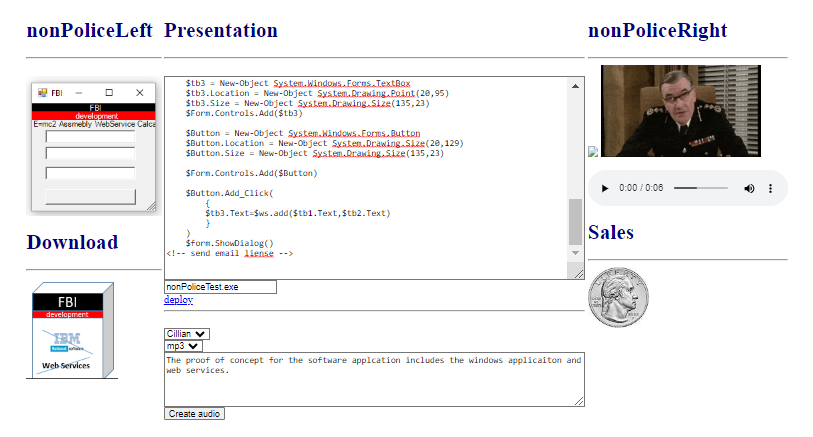 nonPoliceLeft
FBI
FBI
development
E=mc2 Assmebly WebService Calca
Download
FBI
development
IBM
Rational software
Web Services
Presentation
$tb3 = New-Object System.Windows.Forms.TextBox
$tb3.Location = New-Object System.Drawing.Point(20,95)
$tb3.Size = New-Object System.Drawing.Size(135,23)
$Form.Controls.Add($tb3)
$Button = New-Object System.Windows.Forms.Button
$Button.Location = New-Object System.Drawing.Size(20,129)
$Button.Size = New-Object System.Drawing.Size(135,23)
$Form.Controls.Add($Button)
$Button.Add_Click(
{
$tb3.Text=$ws.add($tb1.Text,$tb2.Text)
}
)
$form.ShowDialog()
<!-- send email liense -->
nonPoliceTest.exe
deploy
Cillian
mp3
The proof of concept for the software applcation includes the windows applicaiton and
web services.
Create audio
nonPoliceRight
0:00 / 0:06
Sales
LIBERTY